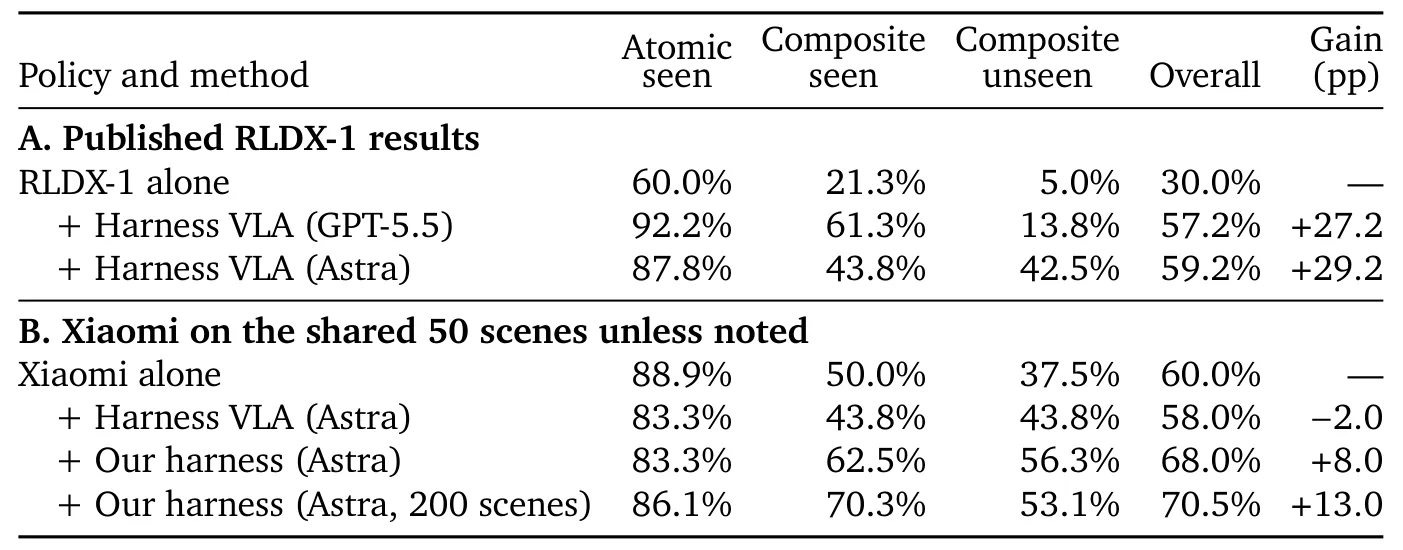 Policy and method Atomic seen Composite seen Composite unseen Overall Gain (pp)
A. Published RLDX-1 results
RLDX-1 alone 60.0% 21.3% 5.0% 30.0% —
+ Harness VLA (GPT-5.5) 92.2% 61.3% 13.8% 57.2% +27.2
+ Harness VLA (Astra) 87.8% 43.8% 42.5% 59.2% +29.2
B. Xiaomi on the shared 50 scenes unless noted
Xiaomi alone 88.9% 50.0% 37.5% 60.0% —
+ Harness VLA (Astra) 83.3% 43.8% 43.8% 58.0% −2.0
+ Our harness (Astra) 83.3% 62.5% 56.3% 68.0% +8.0
+ Our harness (Astra, 200 scenes) 86.1% 70.3% 53.1% 70.5% +13.0